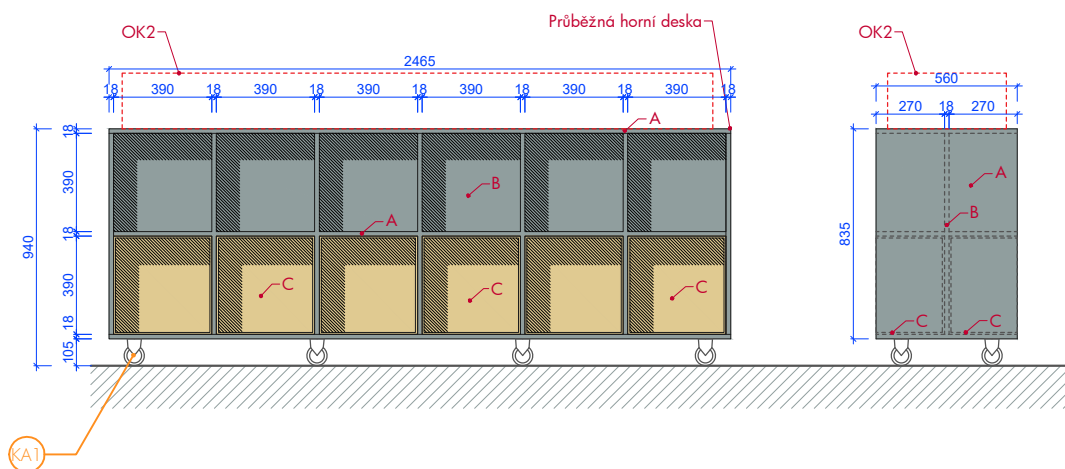 Průběžná horní deska
OK2
OK2
2465
560
18 390 18 390 18 390 18 390 18 390 18 390 18
270 18 270
A
18
A
390
B
B
A
18
940
835
390
C
C
C
18
C
C
105
KA1